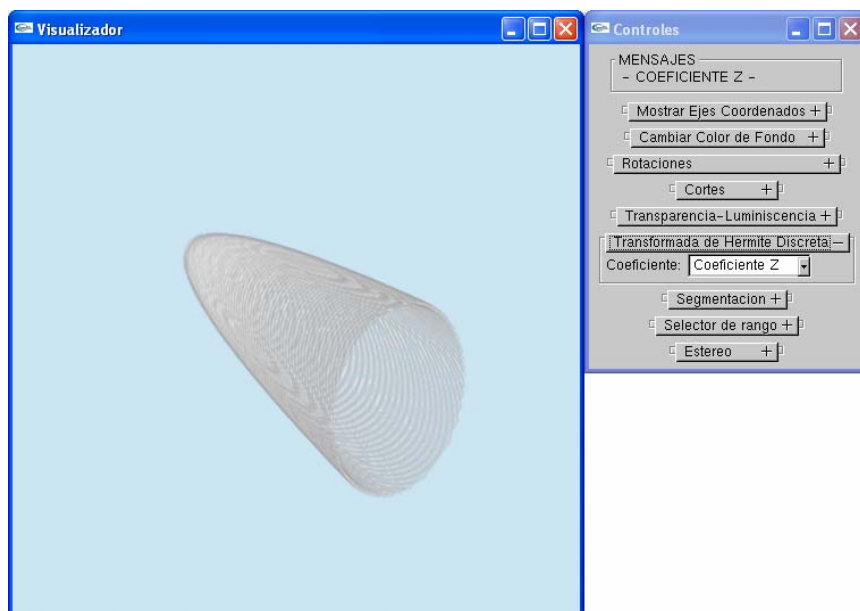 Visualizador
Controles
MENSAJES
- COEFICIENTE Z -
Mostrar Ejes Coordenados +
Cambiar Color de Fondo +
Rotaciones +
Cortes +
Transparencia-Luminiscencia +
Transformada de Hermite Discreta -
Coeficiente: Coeficiente Z
Segmentacion +
Selector de rango +
Estereo +